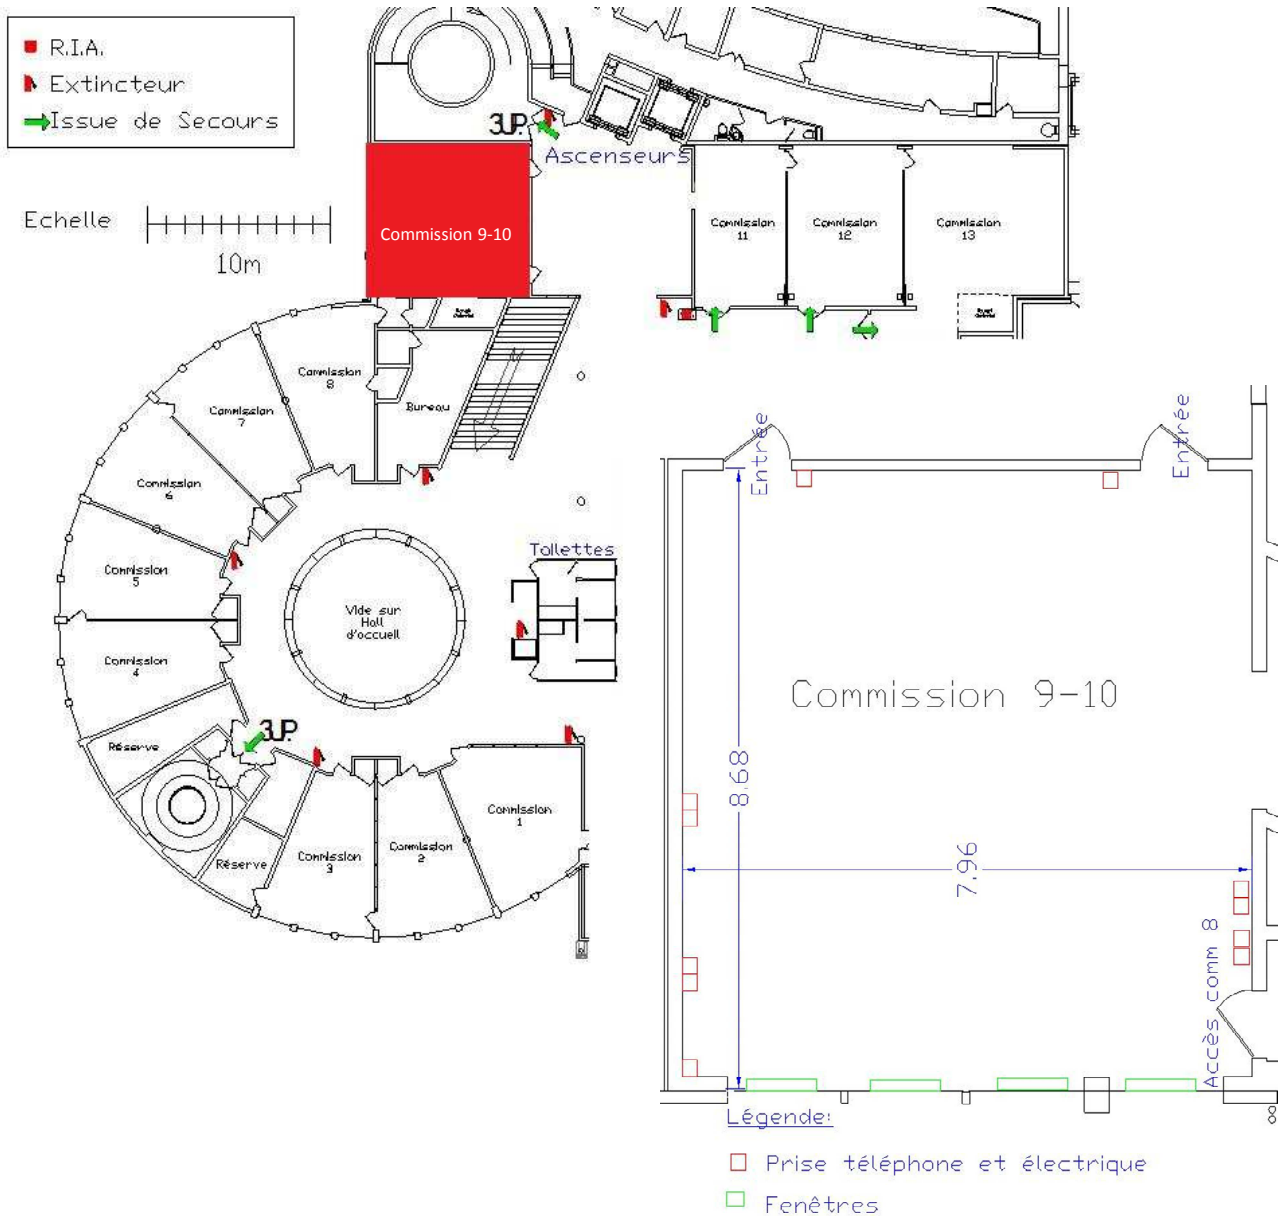 R.I.A.
Extincteur
Issue de Secours
Echelle
10m
3U.P.
Ascenseurs
Commission 9-10
Commission
11
Commission
12
Commission
13
Commission
8
Commission
7
Bureau
Commission
6
Commission
5
Commission
4
Vide sur
Hall
d'accueil
Toilettes
Réserve
3U.P.
Réserve
Commission
3
Commission
2
Commission
1
Entrée
Entrée
Commission 9-10
8.68
7.96
Accès comm 8
Légende:
Prise téléphone et électrique
Fenêtres